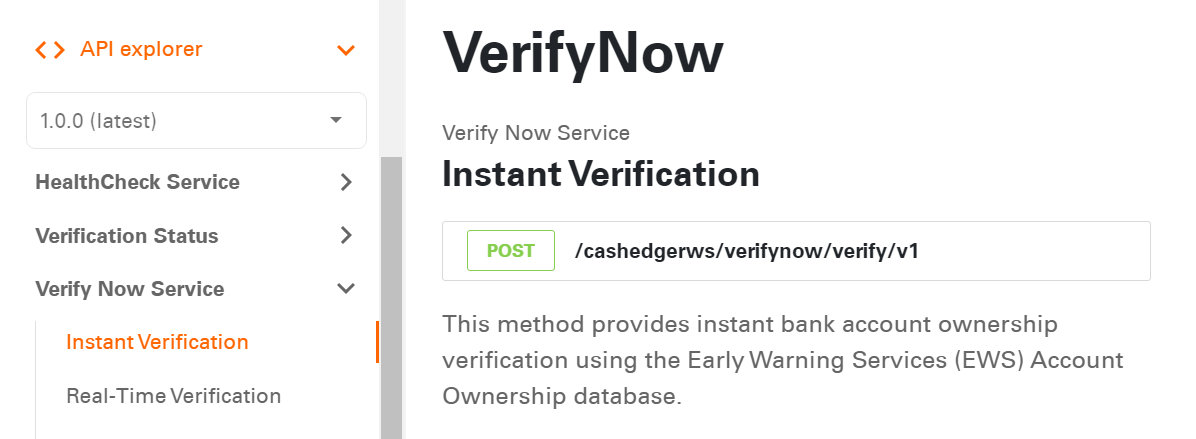 API explorer
1.0.0 (latest)
HealthCheck Service
Verification Status
Verify Now Service
Instant Verification
Real-Time Verification
VerifyNow
Verify Now Service
Instant Verification
POST /cashedgerws/verifynow/verify/v1
This method provides instant bank account ownership
verification using the Early Warning Services (EWS) Account
Ownership database.